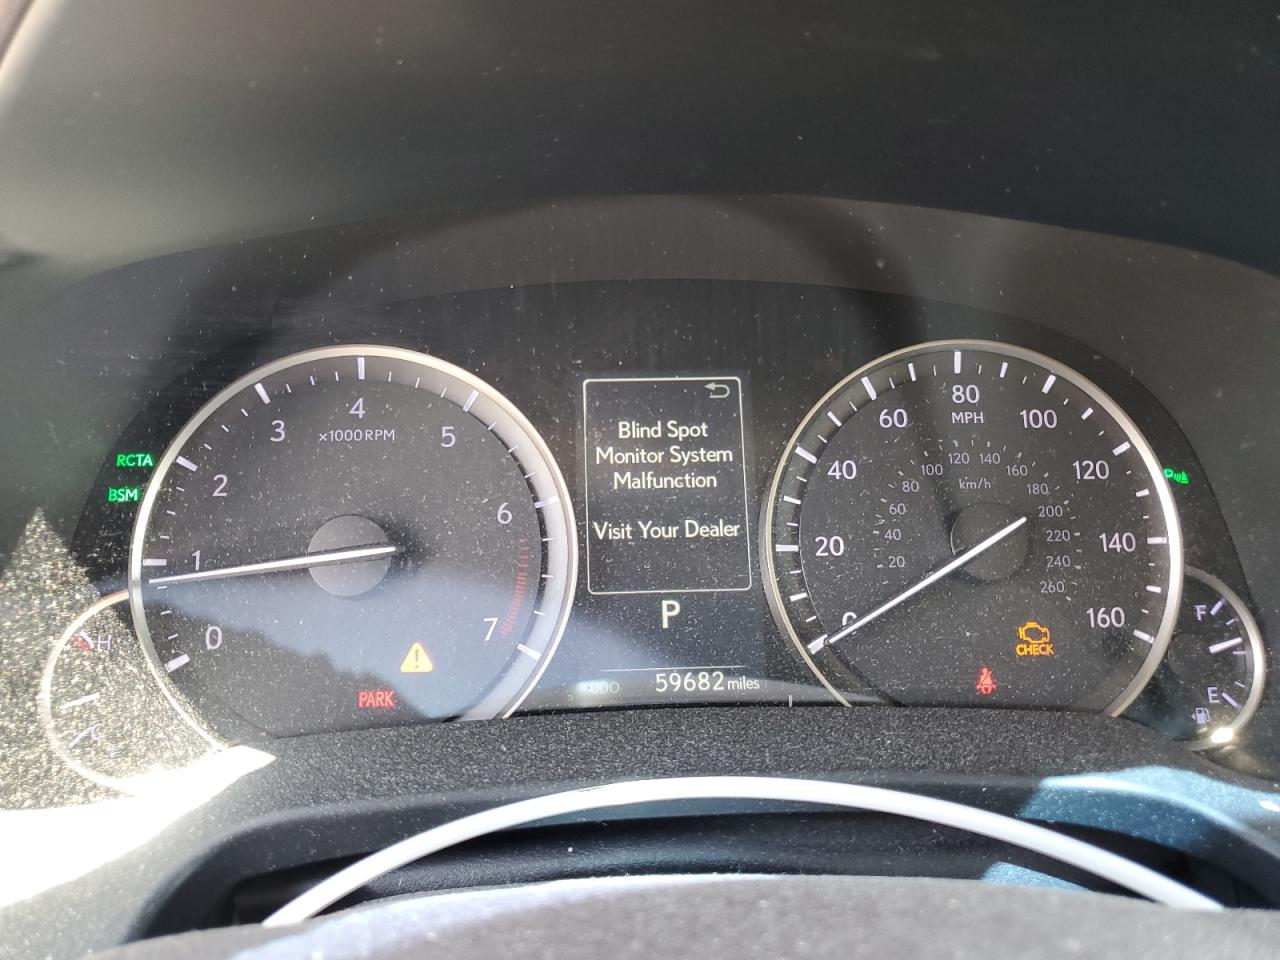 RCTA
BSM
0
1
2
3
4
5
6
7
×1000RPM
PARK
H
C
Blind Spot
Monitor System
Malfunction
Visit Your Dealer
P
ODO
59682 miles
0
20
40
60
80
100
120
140
160
MPH
km/h
20
40
60
80
100
120
140
160
180
200
220
240
260
CHECK
P
F
E